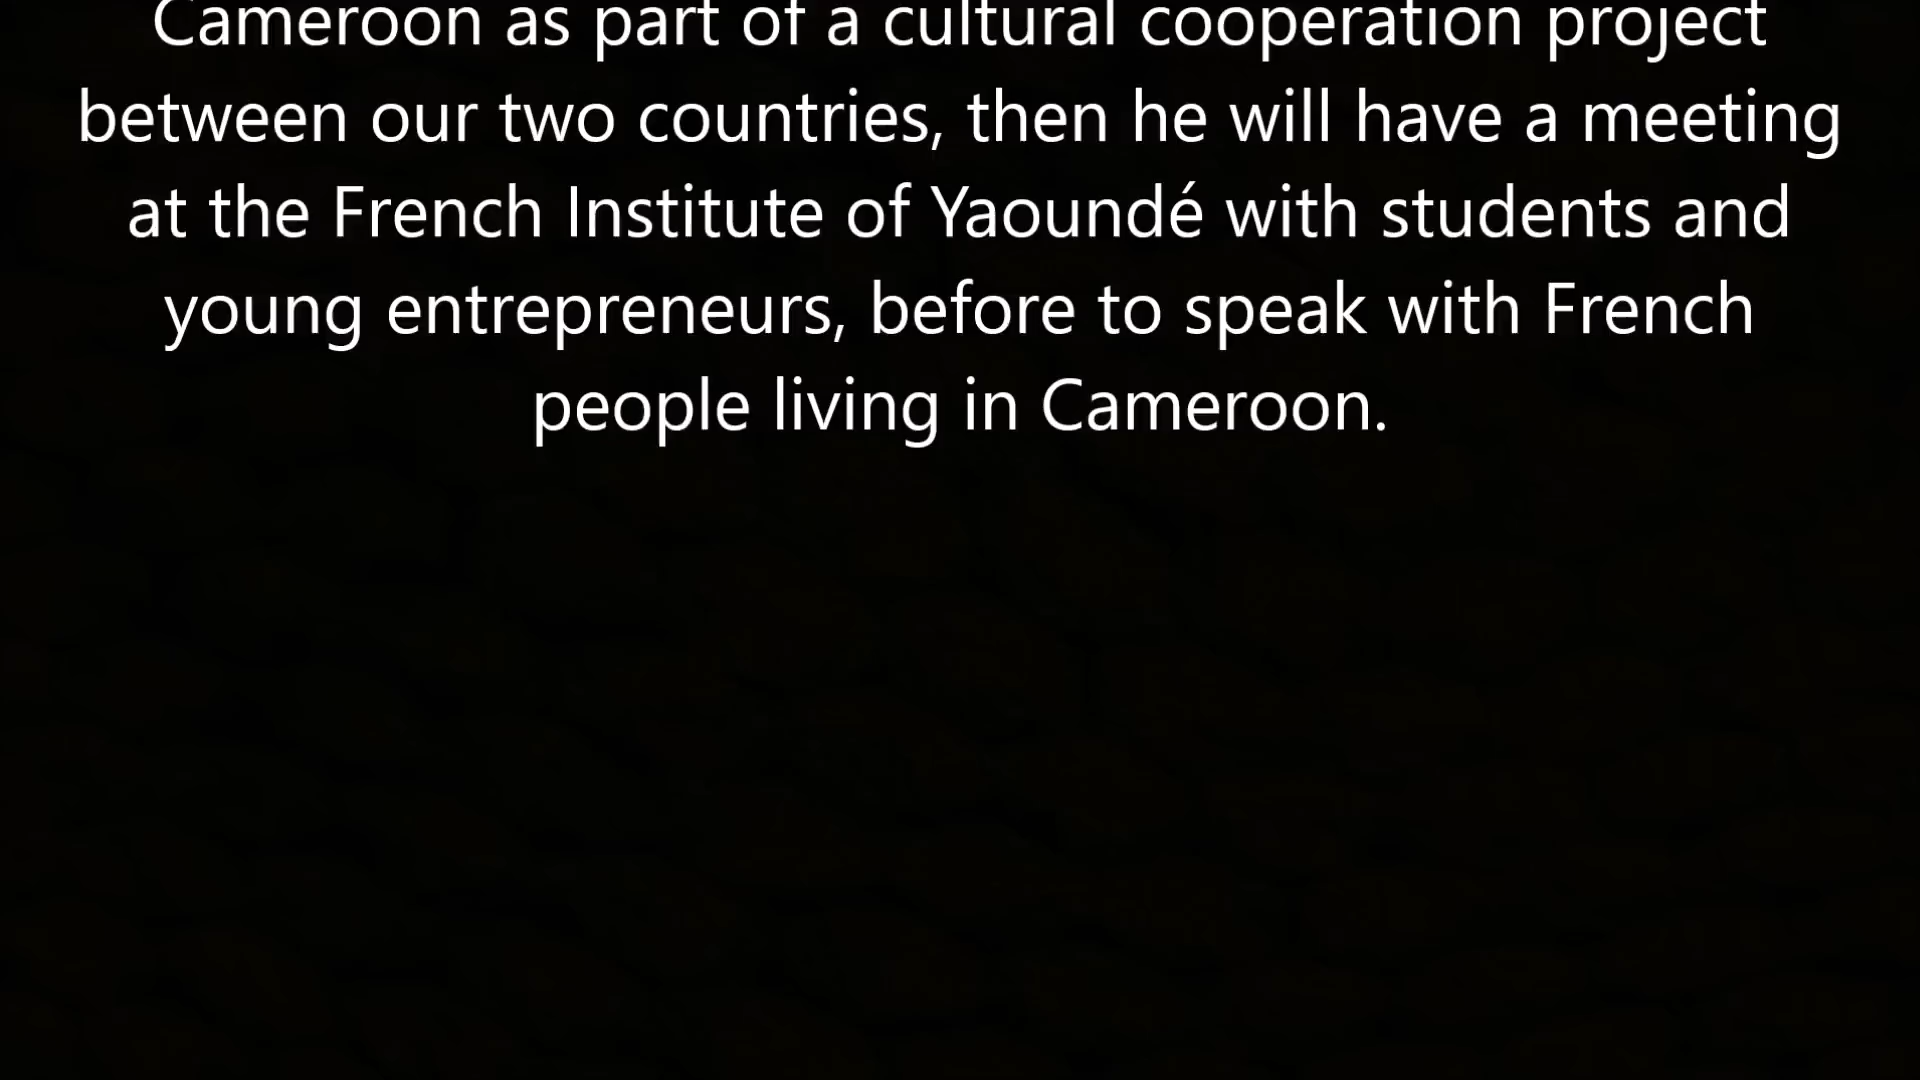 Cameroon as part of a cultural cooperation project
between our two countries, then he will have a meeting
at the French Institute of Yaoundé with students and
young entrepreneurs, before to speak with French
people living in Cameroon.